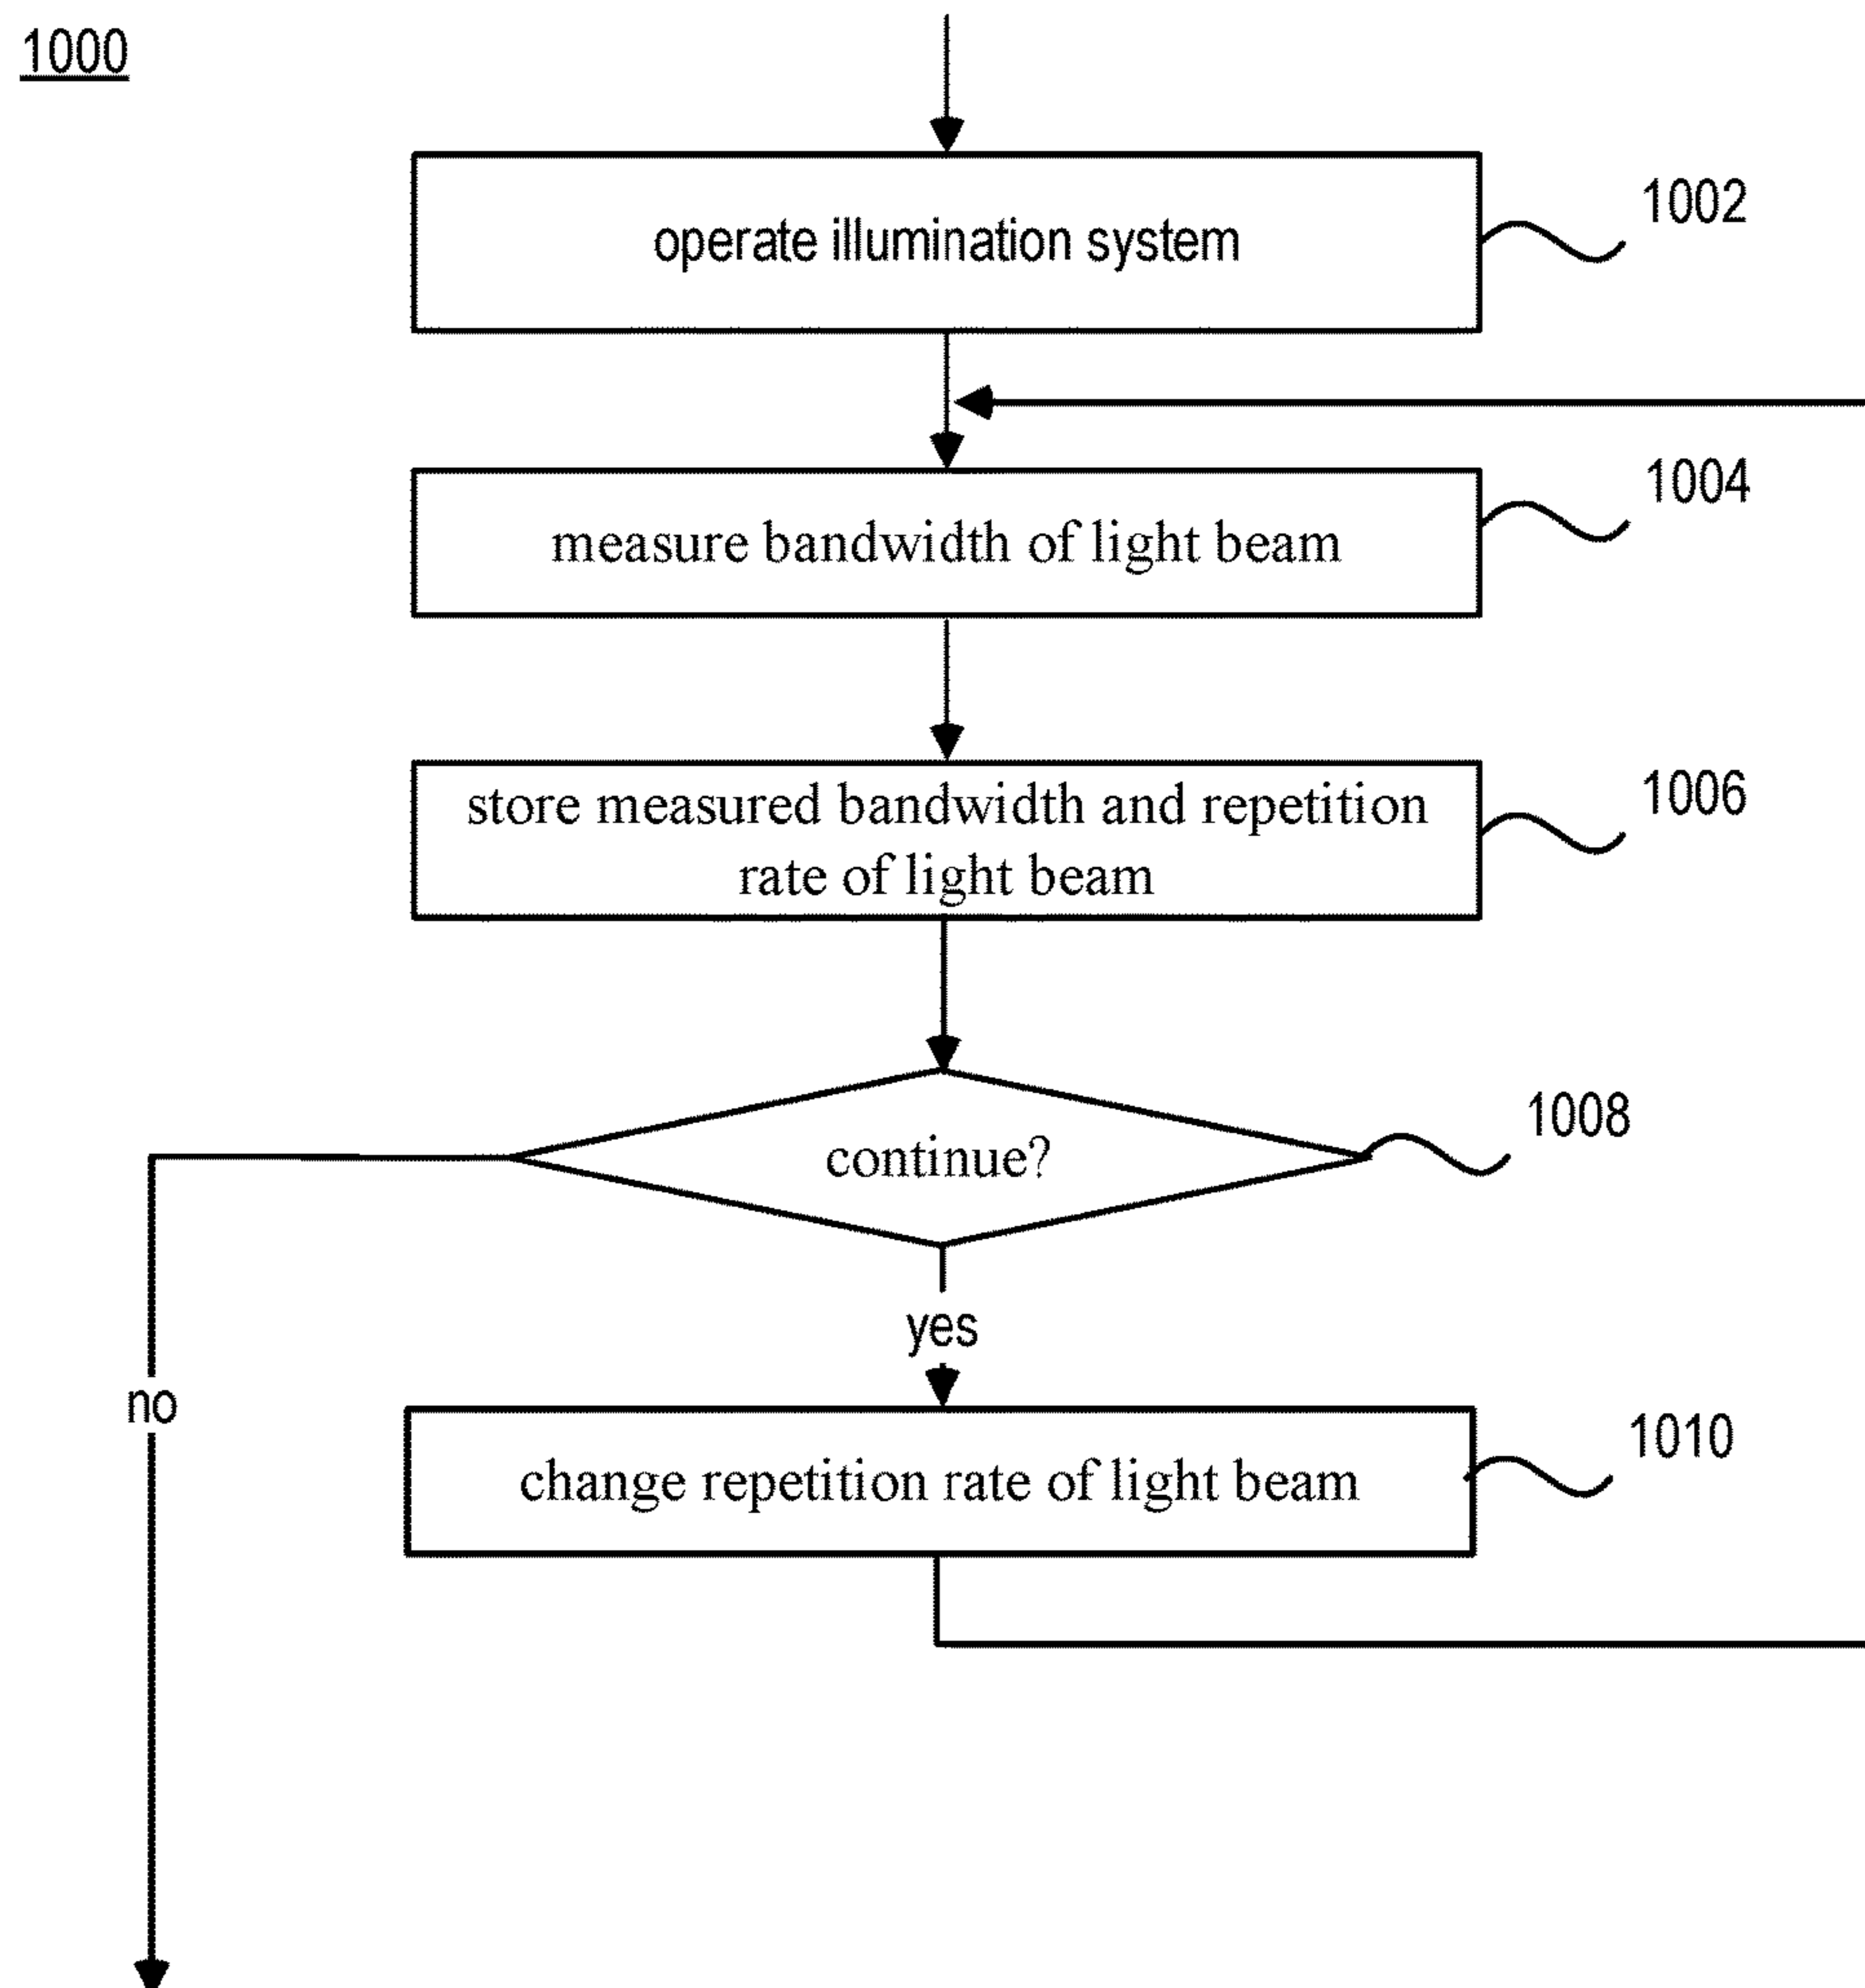 1000
operate illumination system
1002
measure bandwidth of light beam
1004
store measured bandwidth and repetition
rate of light beam
1006
continue?
1008
yes
no
change repetition rate of light beam
1010